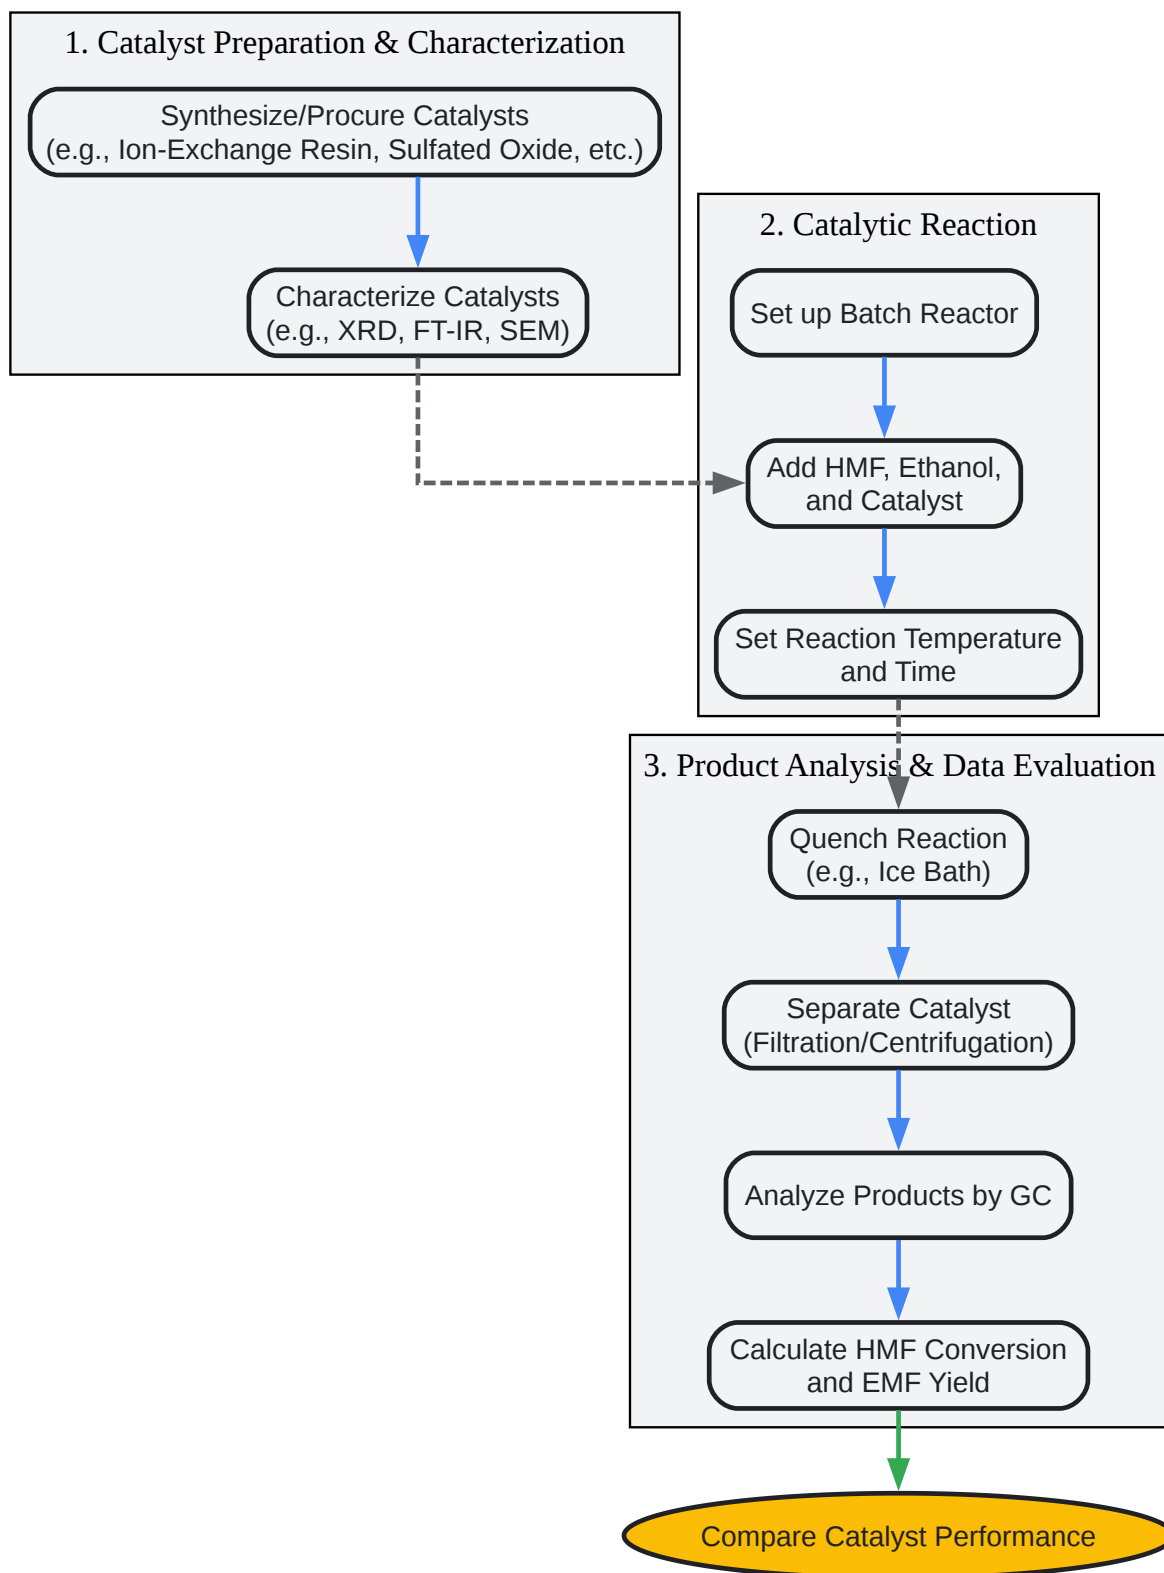 1. Catalyst Preparation & Characterization
Synthesize/Procure Catalysts
(e.g., Ion-Exchange Resin, Sulfated Oxide, etc.)
Characterize Catalysts
(e.g., XRD, FT-IR, SEM)
2. Catalytic Reaction
Set up Batch Reactor
Add HMF, Ethanol,
and Catalyst
Set Reaction Temperature
and Time
3. Product Analysis & Data Evaluation
Quench Reaction
(e.g., Ice Bath)
Separate Catalyst
(Filtration/Centrifugation)
Analyze Products by GC
Calculate HMF Conversion
and EMF Yield
Compare Catalyst Performance